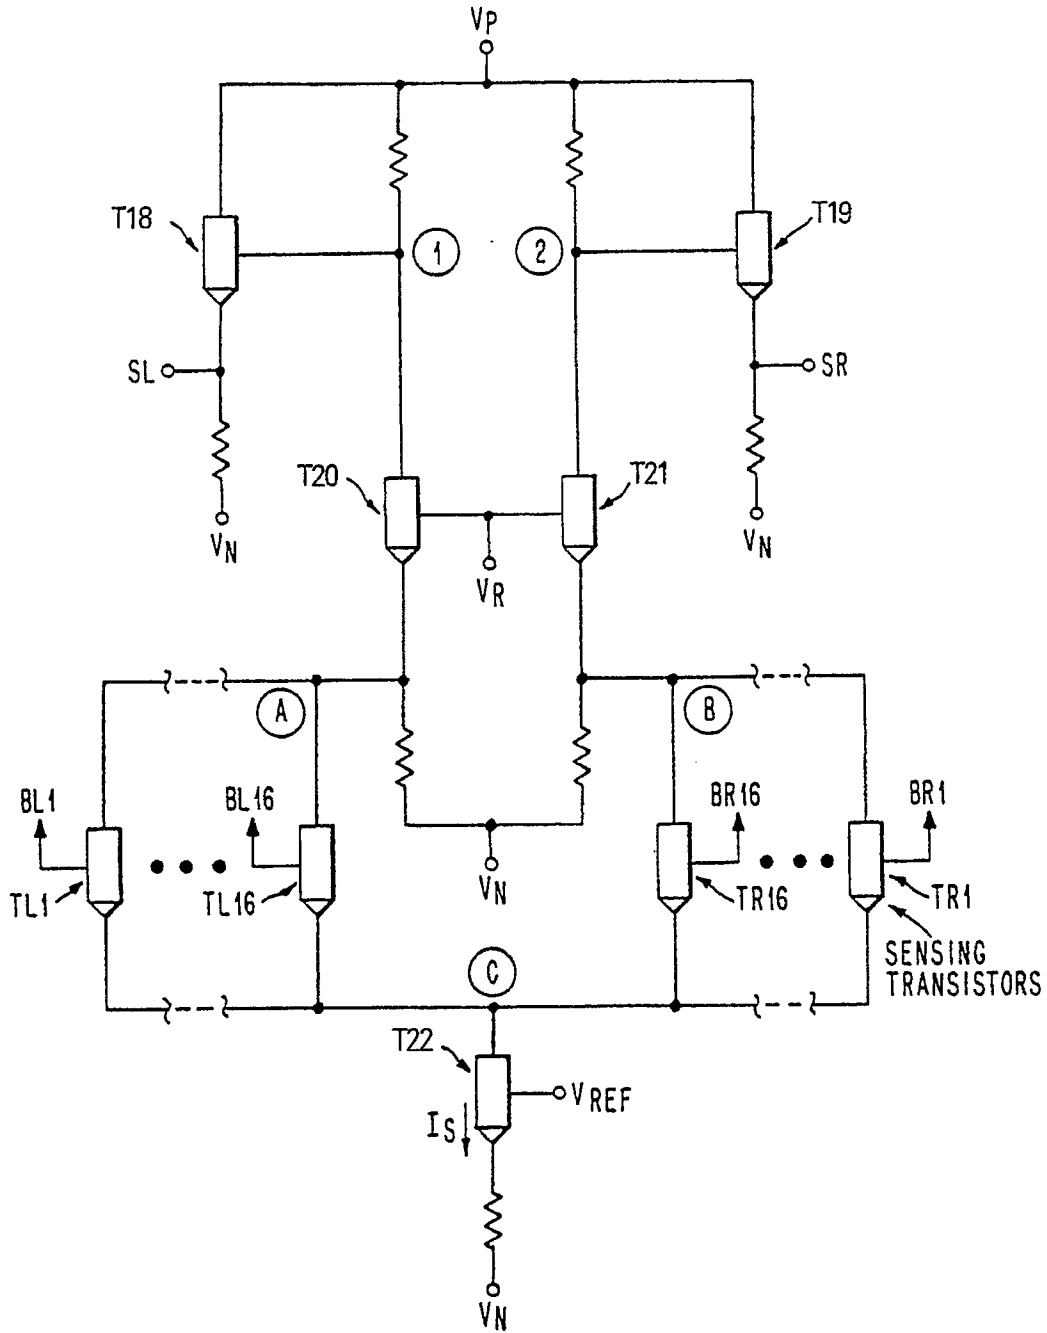 VP
T18
T19
1
2
SL
SR
T20
T21
VN
VN
VR
A
B
BL1
BL16
BR16
BR1
TL1
TL16
VN
TR16
TR1
SENSING
TRANSISTORS
C
T22
VREF
IS
VN